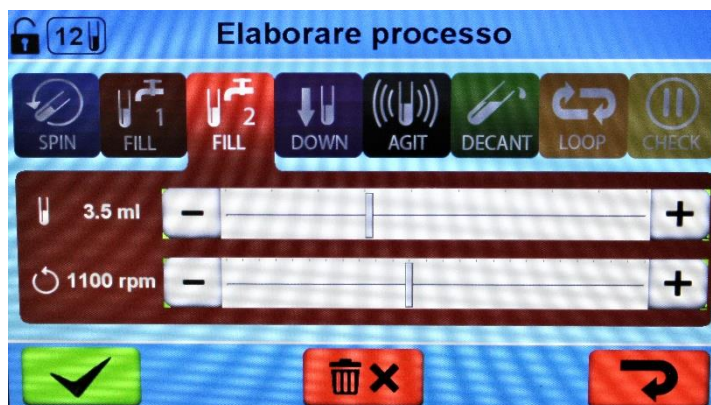 12 Elaborare processo
SPIN
1
FILL
2
FILL
DOWN
AGIT
DECANT
LOOP
CHECK
3.5 ml
1100 rpm